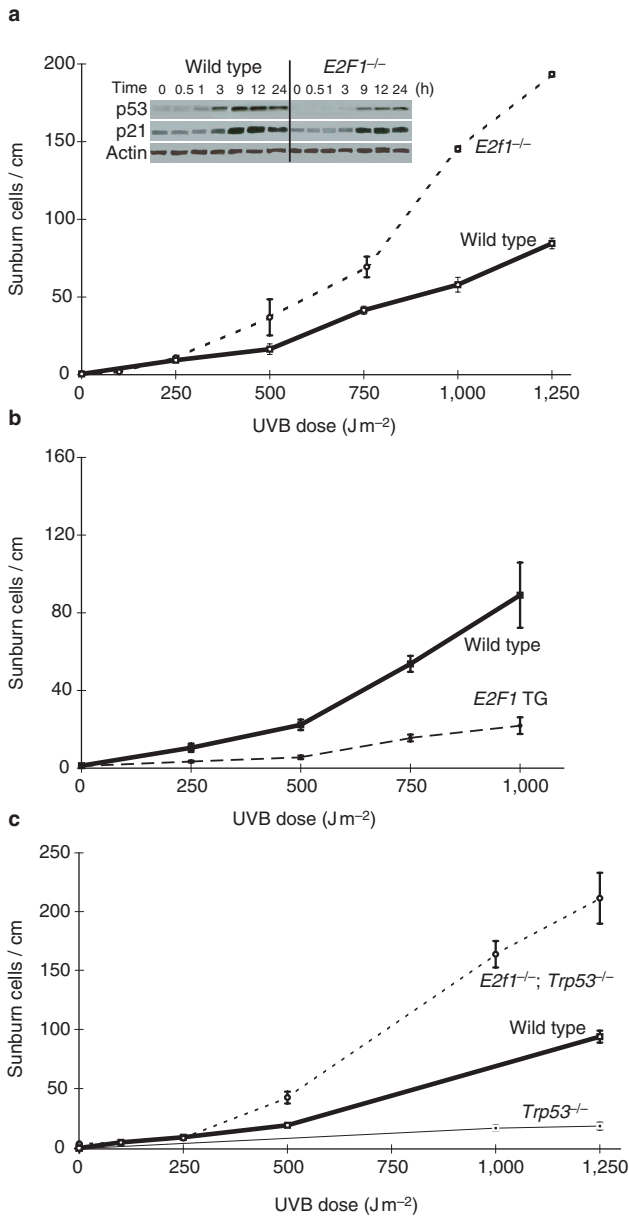 a
200
150
100
50
0
Sunburn cells / cm
Wild type E2F1–/–
Time 0 0.5 1 3 9 12 24 0 0.5 1 3 9 12 24 (h)
p53
p21
Actin
E2f1–/–
Wild type
0 250 500 750 1,000 1,250
UVB dose (J m–2)
b
160
120
80
40
0
Sunburn cells / cm
Wild type
E2F1 TG
0 250 500 750 1,000
UVB dose (J m–2)
c
250
200
150
100
50
0
Sunburn cells / cm
E2f1–/–; Trp53–/–
Wild type
Trp53–/–
0 250 500 750 1,000 1,250
UVB dose (J m–2)